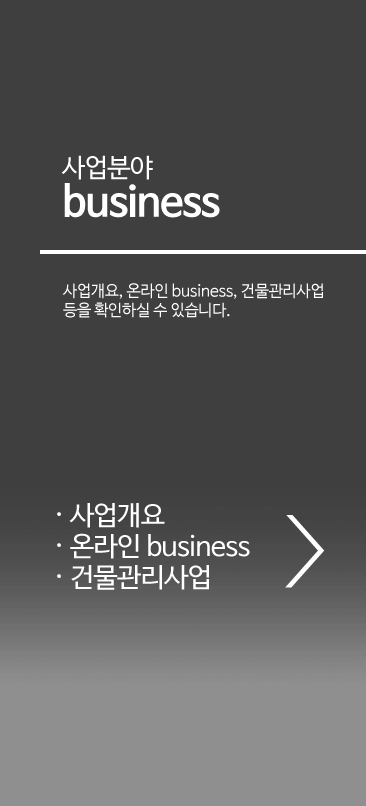 사업분야
business
사업개요, 온라인 business, 건물관리사업
등을 확인하실 수 있습니다.
· 사업개요
· 온라인 business
· 건물관리사업